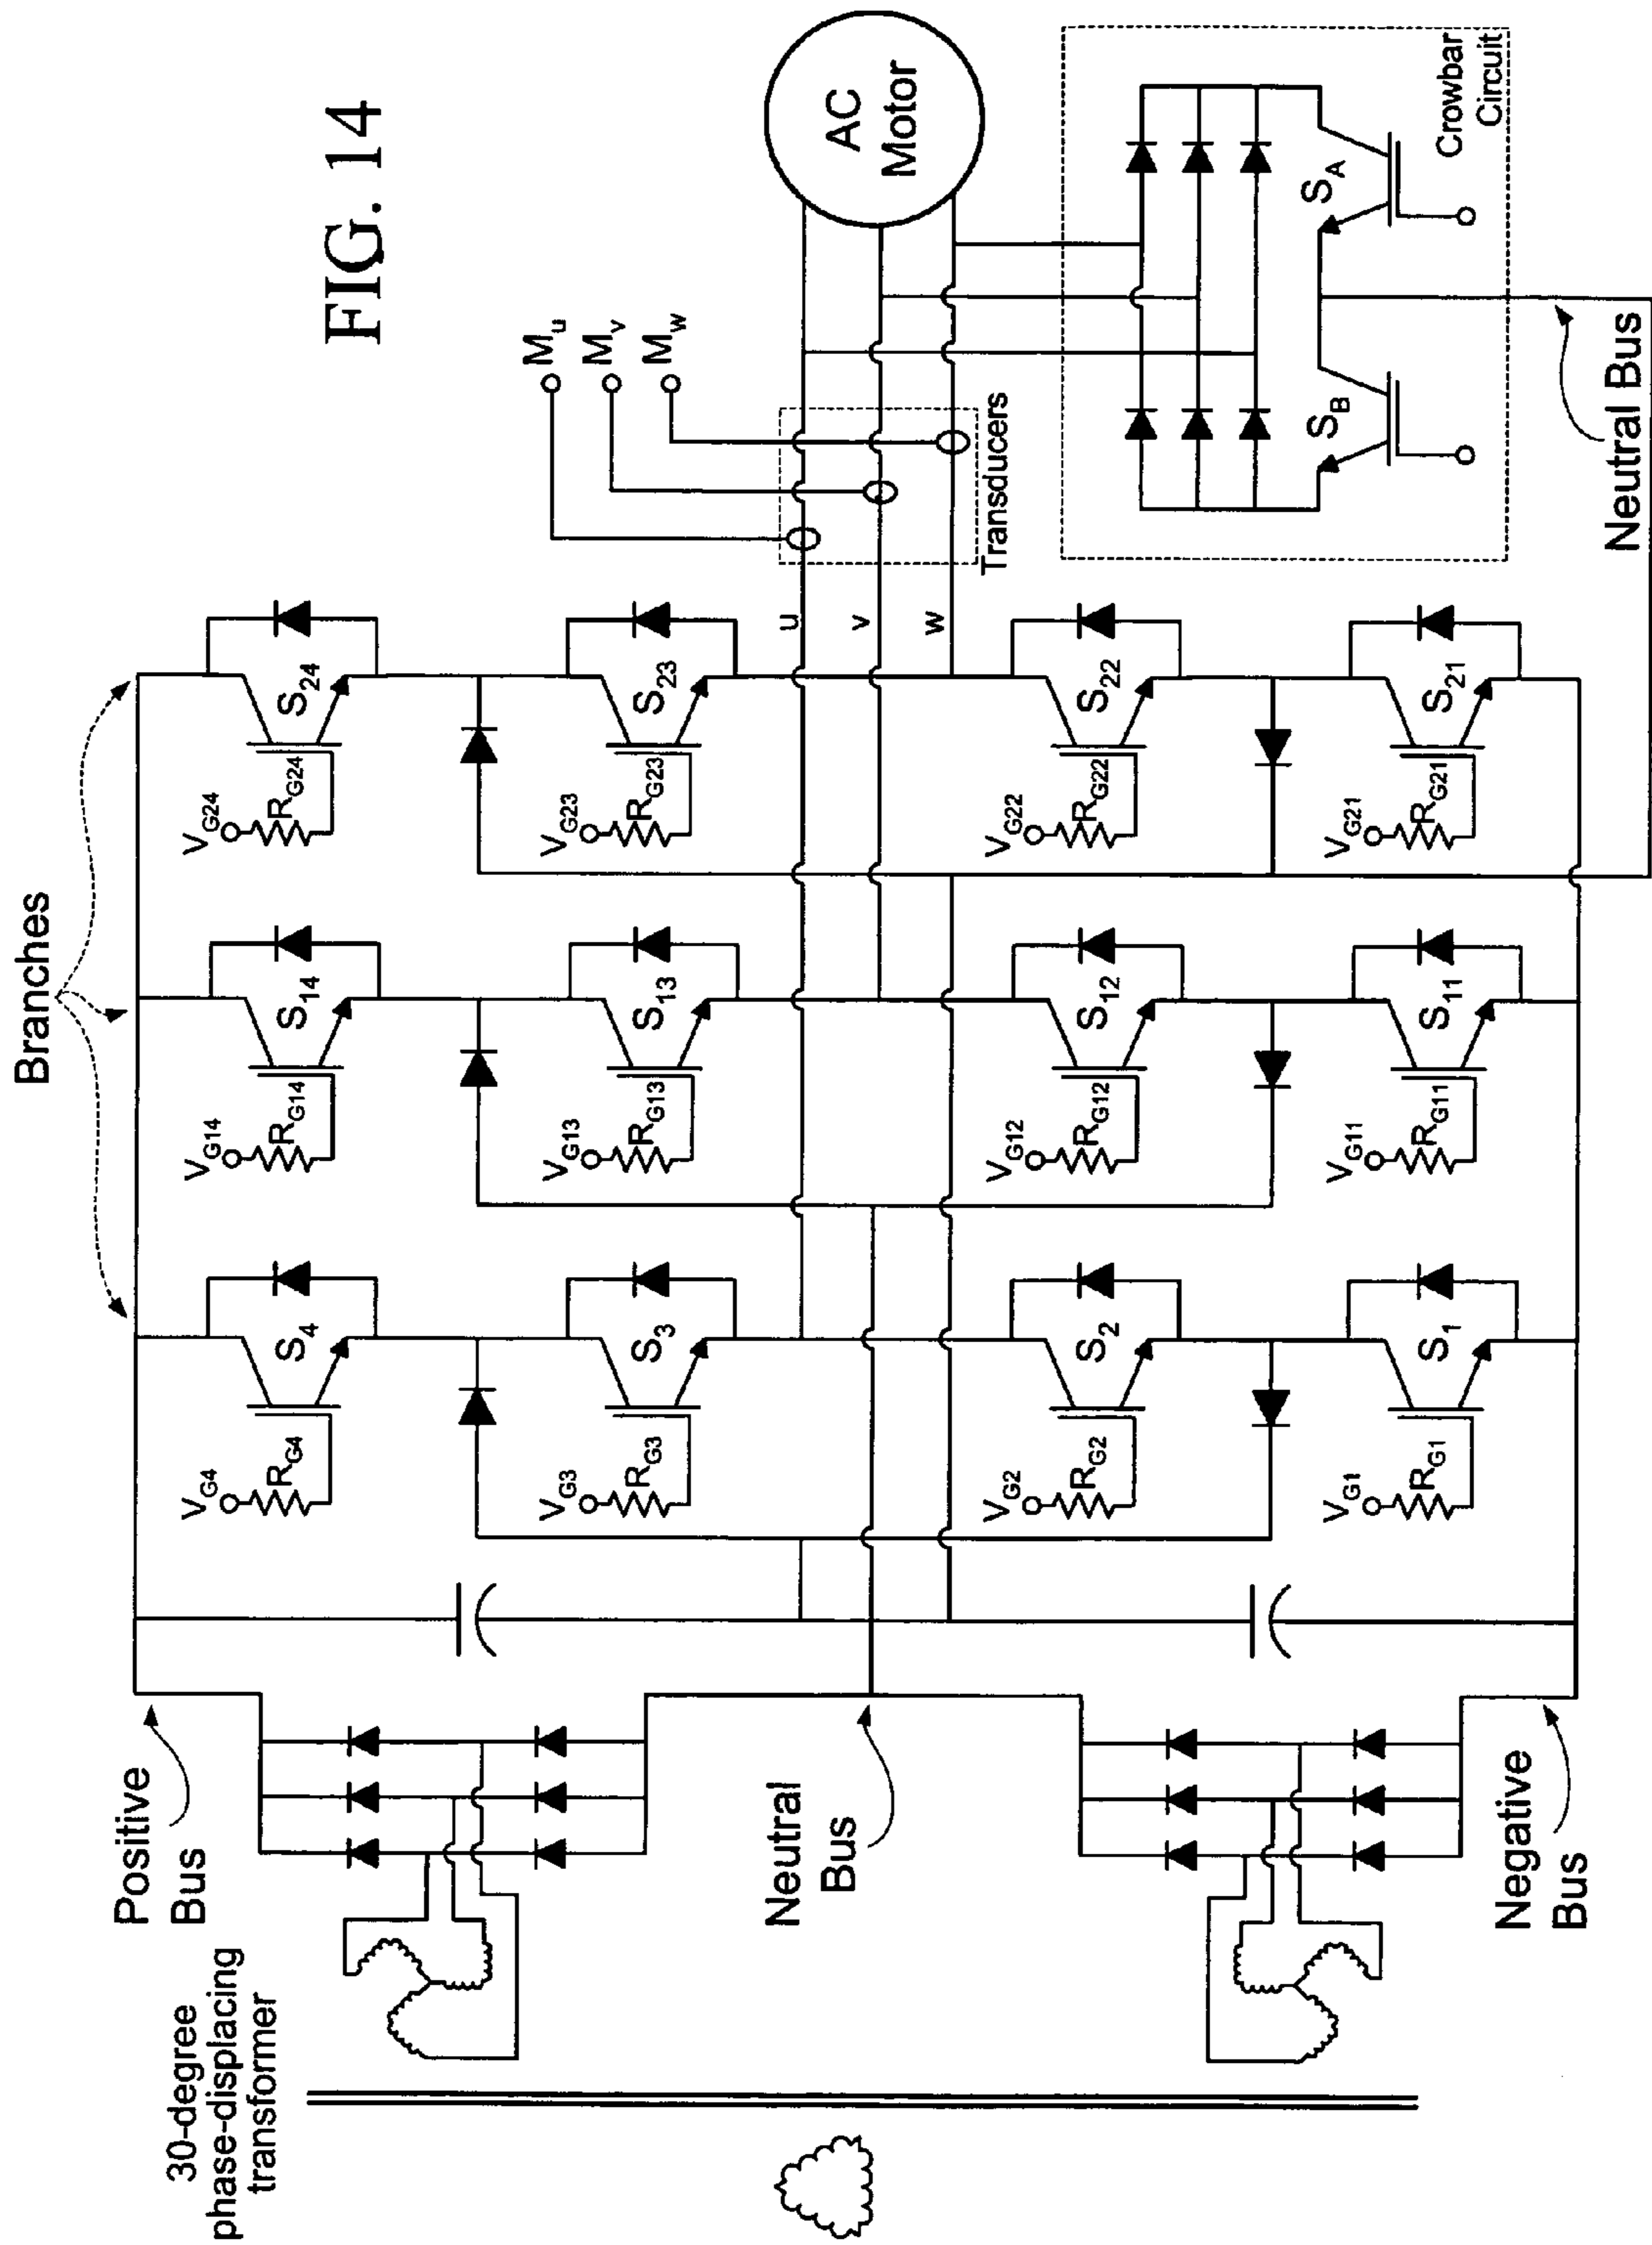 FIG. 14
Branches
30-degree
phase-displacing
transformer
Positive
Bus
Neutral
Bus
Negative
Bus
V_G4
R_G4
S_4
V_G3
R_G3
S_3
V_G2
R_G2
S_2
V_G1
R_G1
S_1
V_G14
R_G14
S_14
V_G13
R_G13
S_13
V_G12
R_G12
S_12
V_G11
R_G11
S_11
V_G24
R_G24
S_24
V_G23
R_G23
S_23
V_G22
R_G22
S_22
V_G21
R_G21
S_21
u
v
w
M_u
M_v
M_w
Transducers
AC
Motor
S_B
S_A
Crowbar
Circuit
Neutral Bus